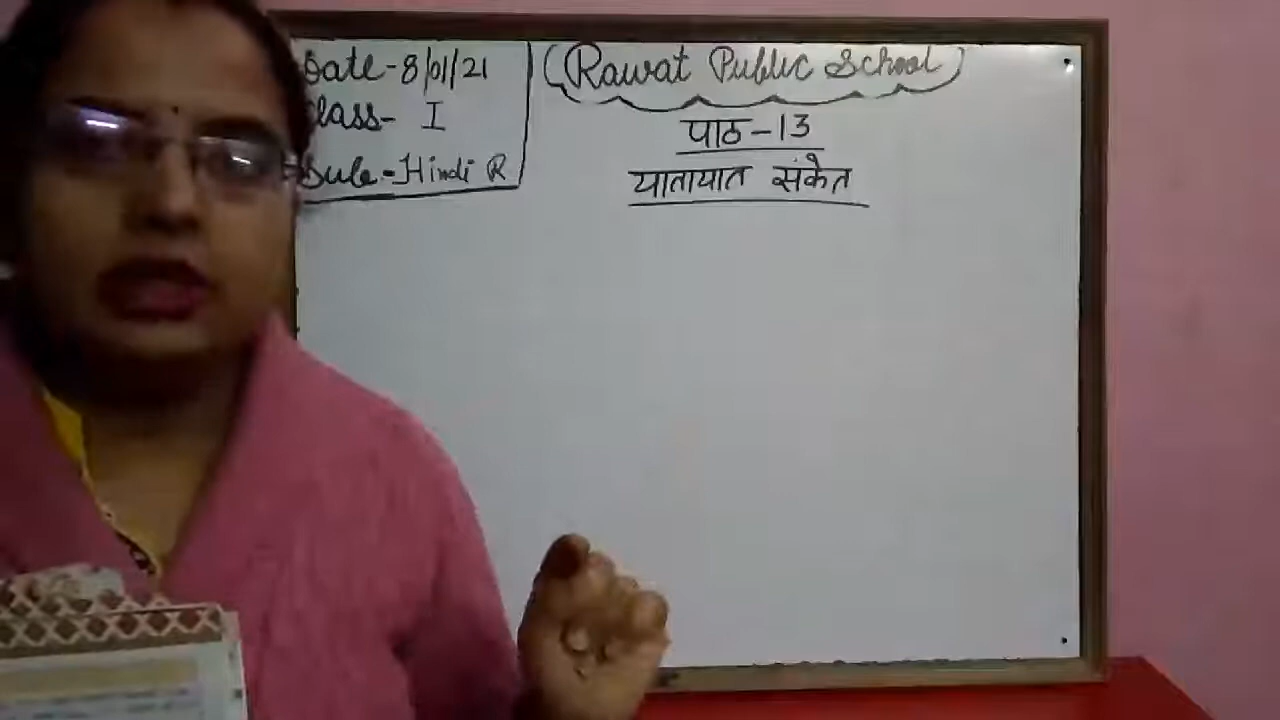 Date-8/01/21
Class- I
Sub:-Hindi R
(Rawat Public School)
पाठ-13
यातायात संकेत